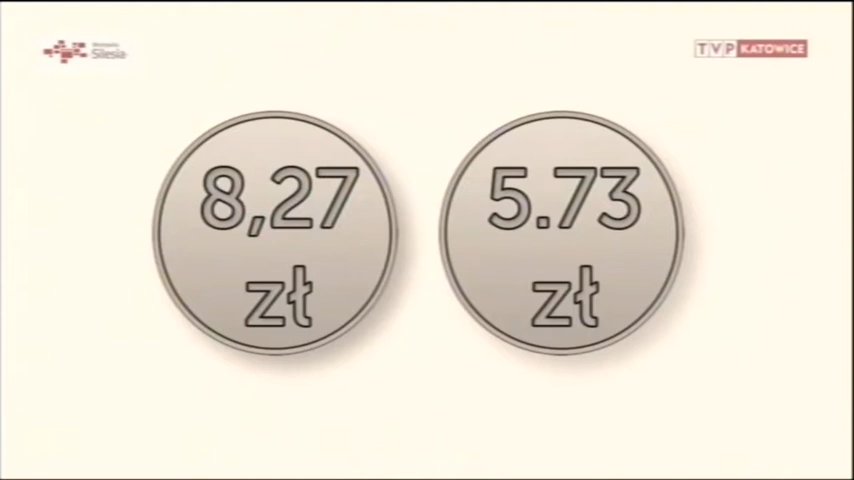 Silesia
TVP KATOWICE
8,27
zł
5.73
zł